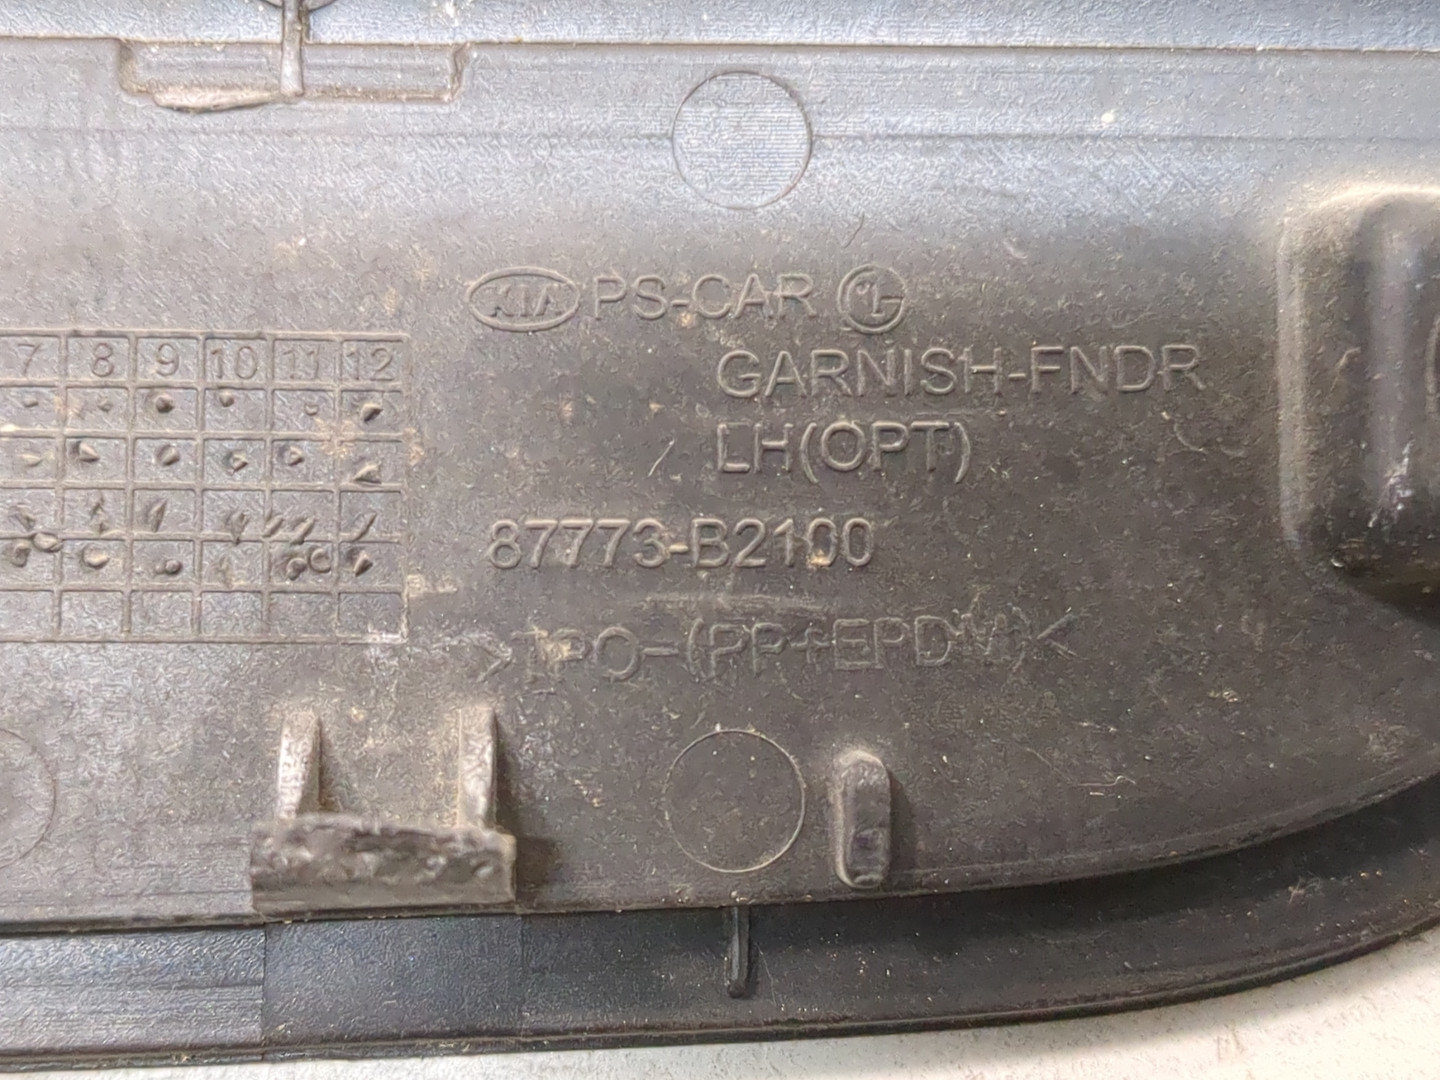 KIA PS-CAR
GARNISH-FNDR
LH(OPT)
7 8 9 10 11 12
87773-B2100
>TPO-(PP+EPDM)<